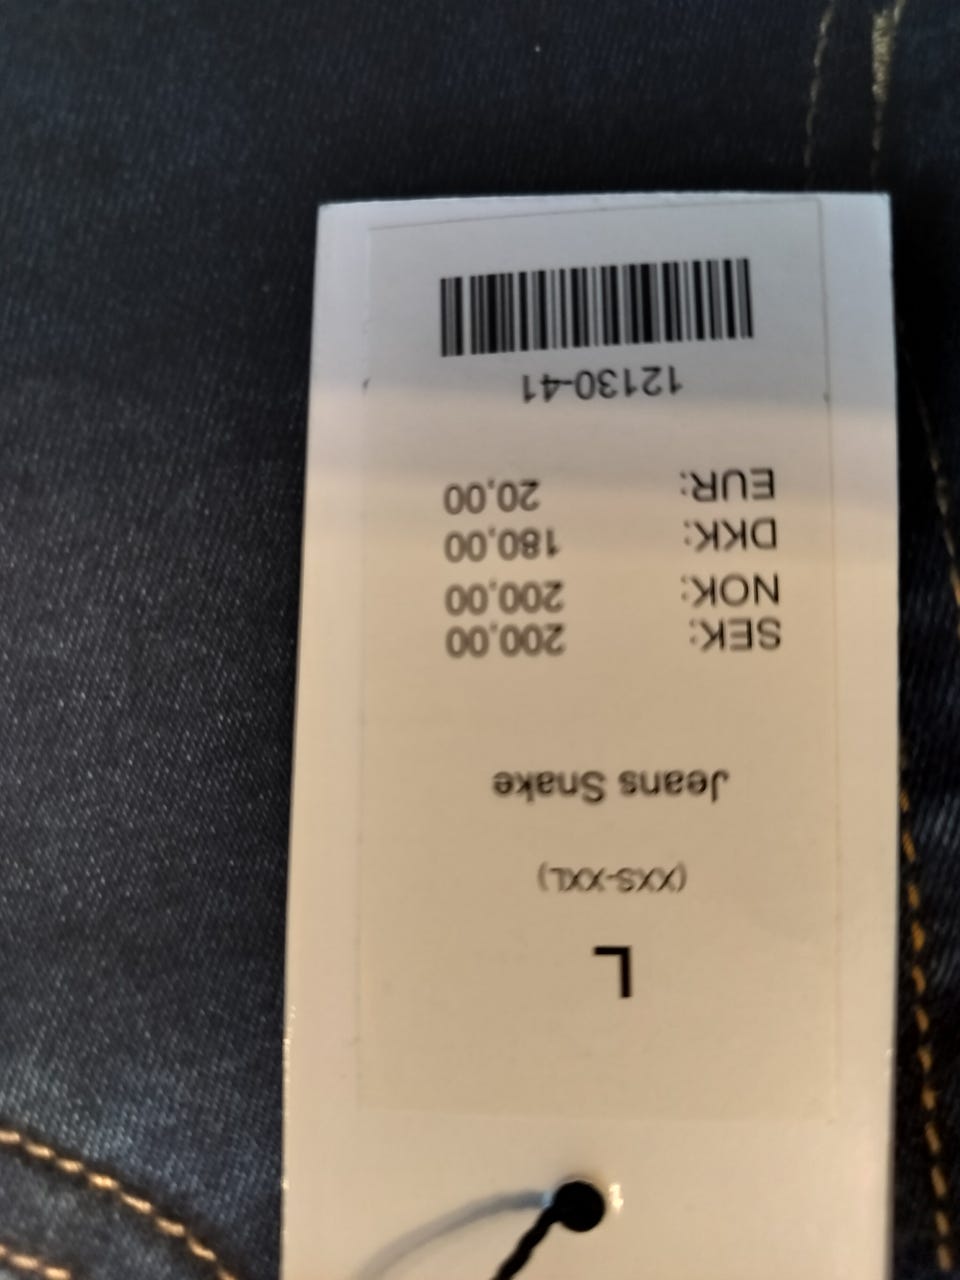 L
(XXS-XXL)
Jeans Snake
SEK: 200,00
NOK: 200,00
DKK: 180,00
EUR: 20,00
12130-41